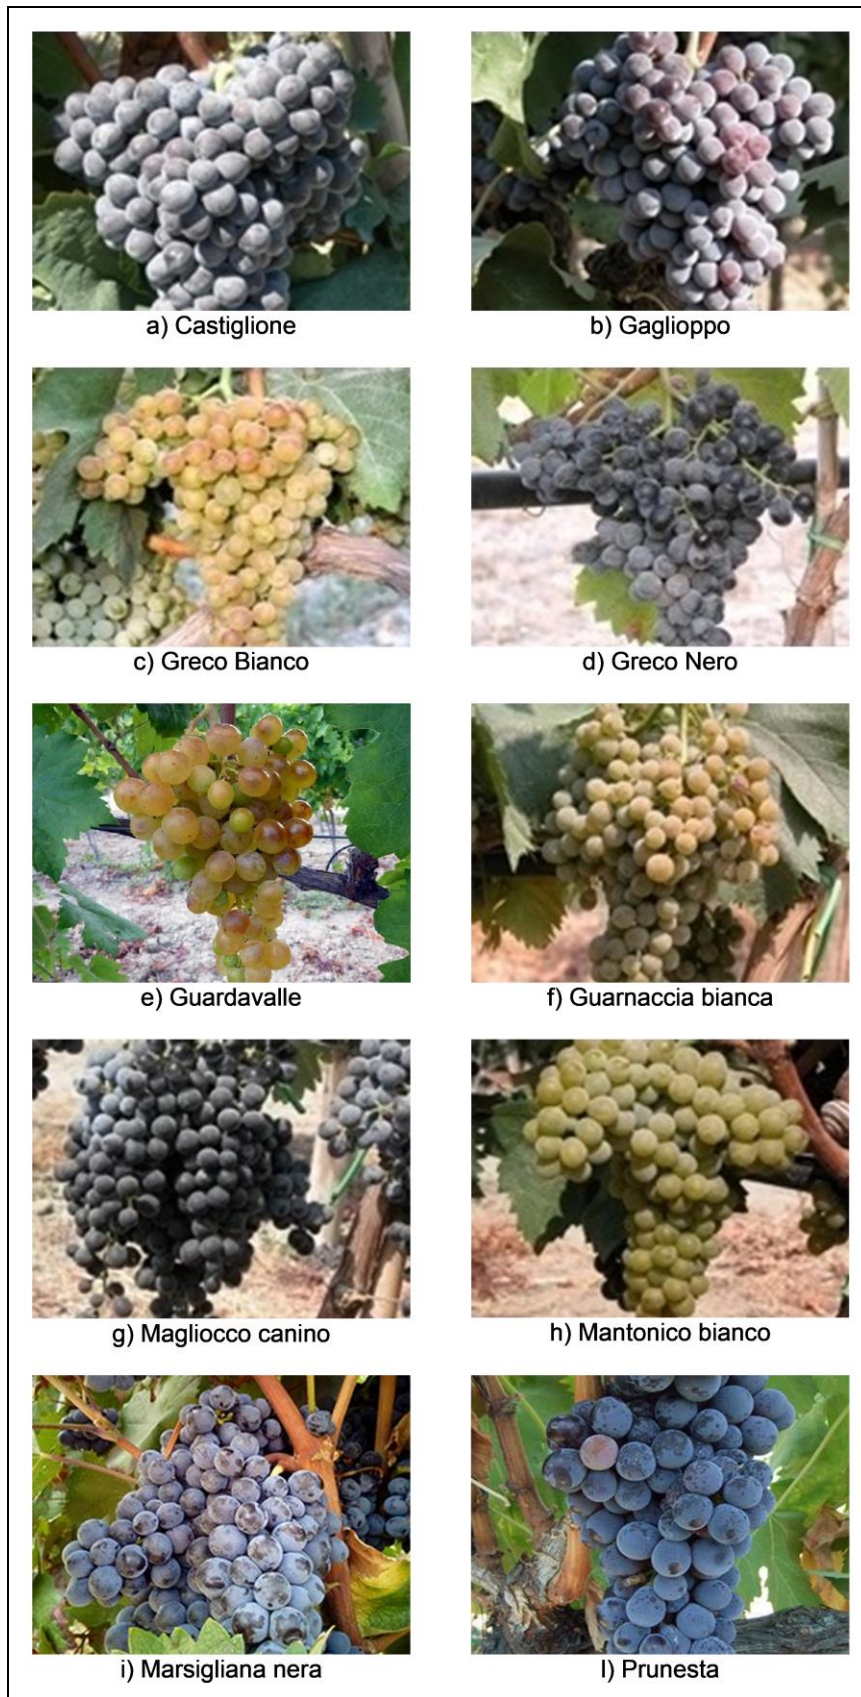 a) Castiglione
b) Gaglioppo
c) Greco Bianco
d) Greco Nero
e) Guardavalle
f) Guarnaccia bianca
g) Magliocco canino
h) Mantonico bianco
i) Marsigliana nera
l) Prunesta